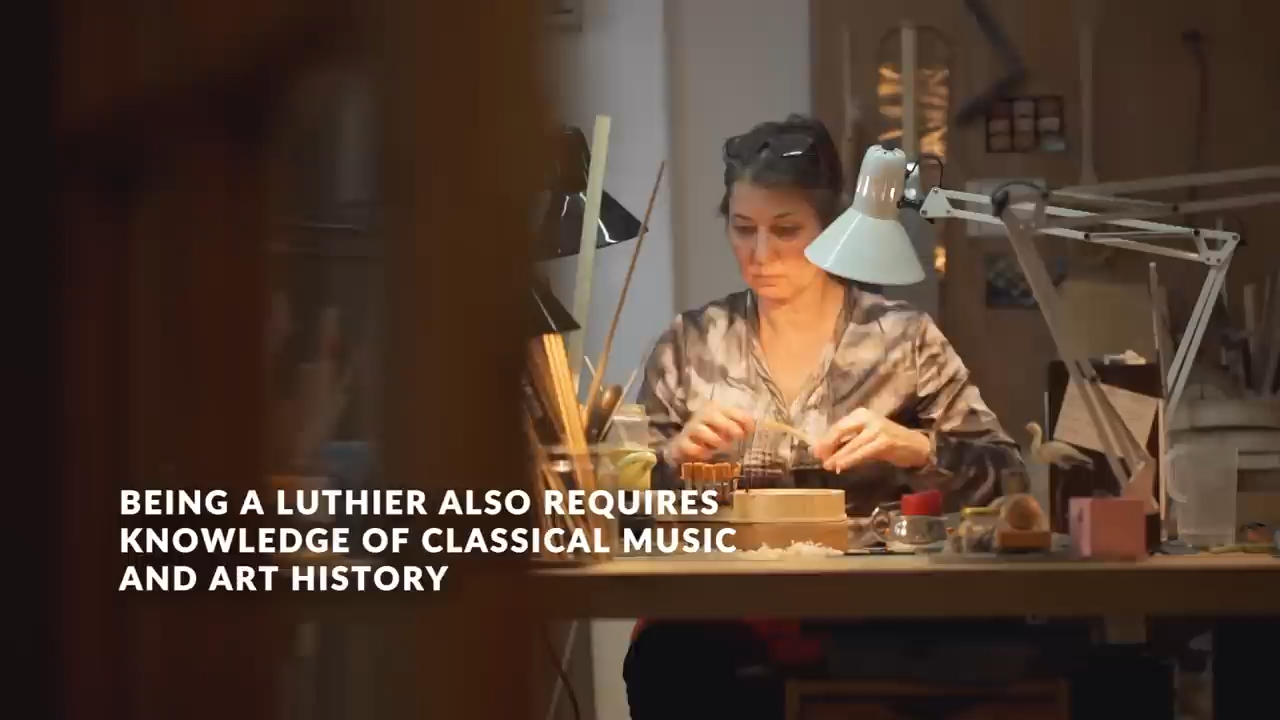 BEING A LUTHIER ALSO REQUIRES
KNOWLEDGE OF CLASSICAL MUSIC
AND ART HISTORY